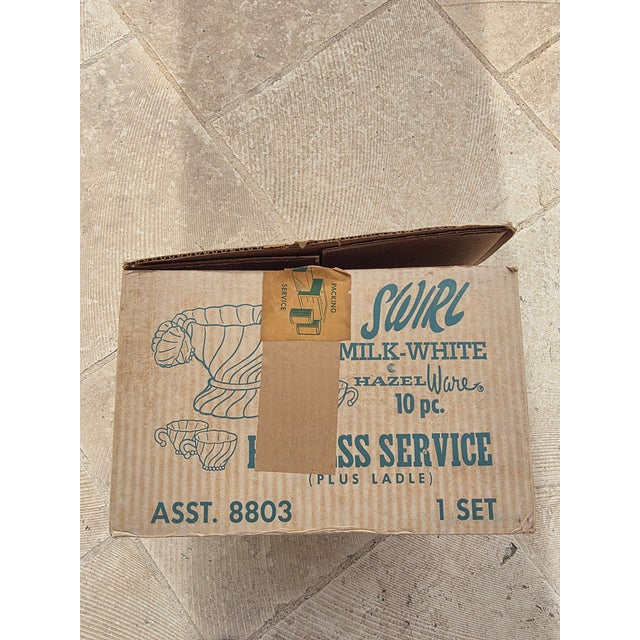 PACKING
SERVICE
SWIRL
MILK-WHITE
HAZEL Ware ®
10 pc.
SERVICE
(PLUS LADLE)
ASST. 8803
1 SET